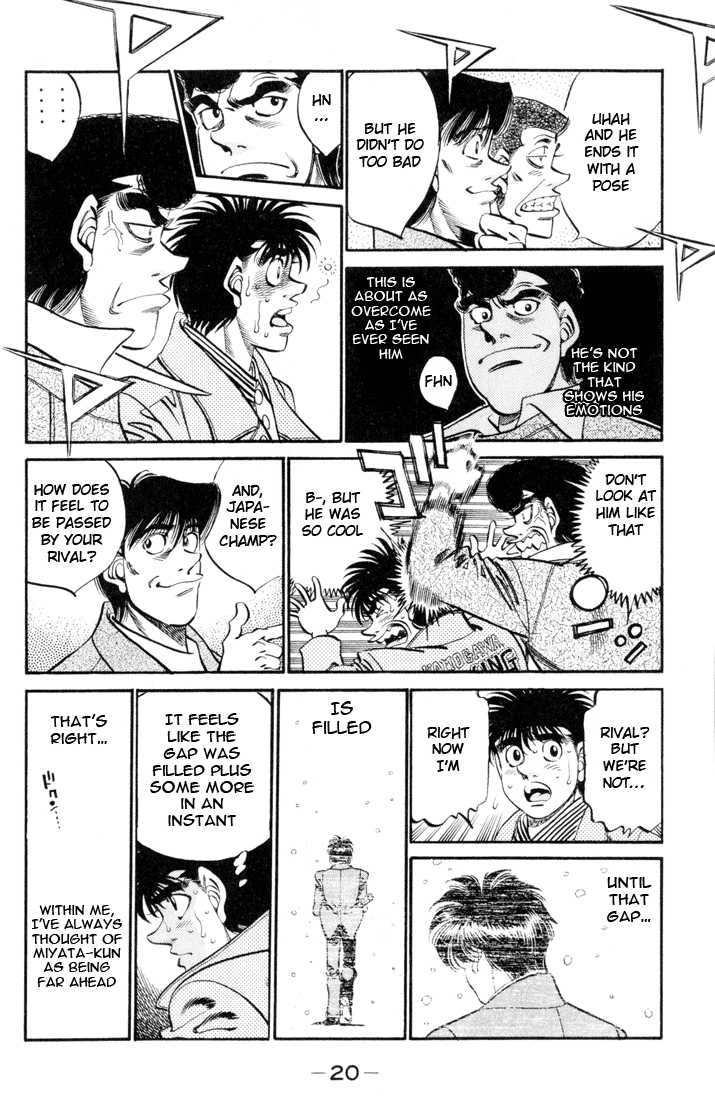 UHAH
AND HE
ENDS IT
WITH A
POSE
BUT HE
DIDN'T DO
TOO BAD
HN
...
THIS IS
ABOUT AS
OVERCOME
AS I'VE
EVER SEEN
HIM
HE'S NOT
THE KIND
THAT
SHOWS HIS
EMOTIONS
FHN
DON'T
LOOK AT
HIM LIKE
THAT
B-, BUT
HE WAS
SO COOL
KAMOGAWA
AND,
JAPA-
NESE
CHAMP?
HOW DOES
IT FEEL TO
BE PASSED
BY YOUR
RIVAL?
RIVAL?
BUT
WE'RE
NOT...
RIGHT
NOW
I'M
UNTIL
THAT
GAP...
IS
FILLED
IT FEELS
LIKE THE
GAP WAS
FILLED PLUS
SOME MORE
IN AN
INSTANT
THAT'S
RIGHT...
ドクン...
WITHIN ME,
I'VE ALWAYS
THOUGHT OF
MIYATA-KUN
AS BEING
FAR AHEAD
—20—